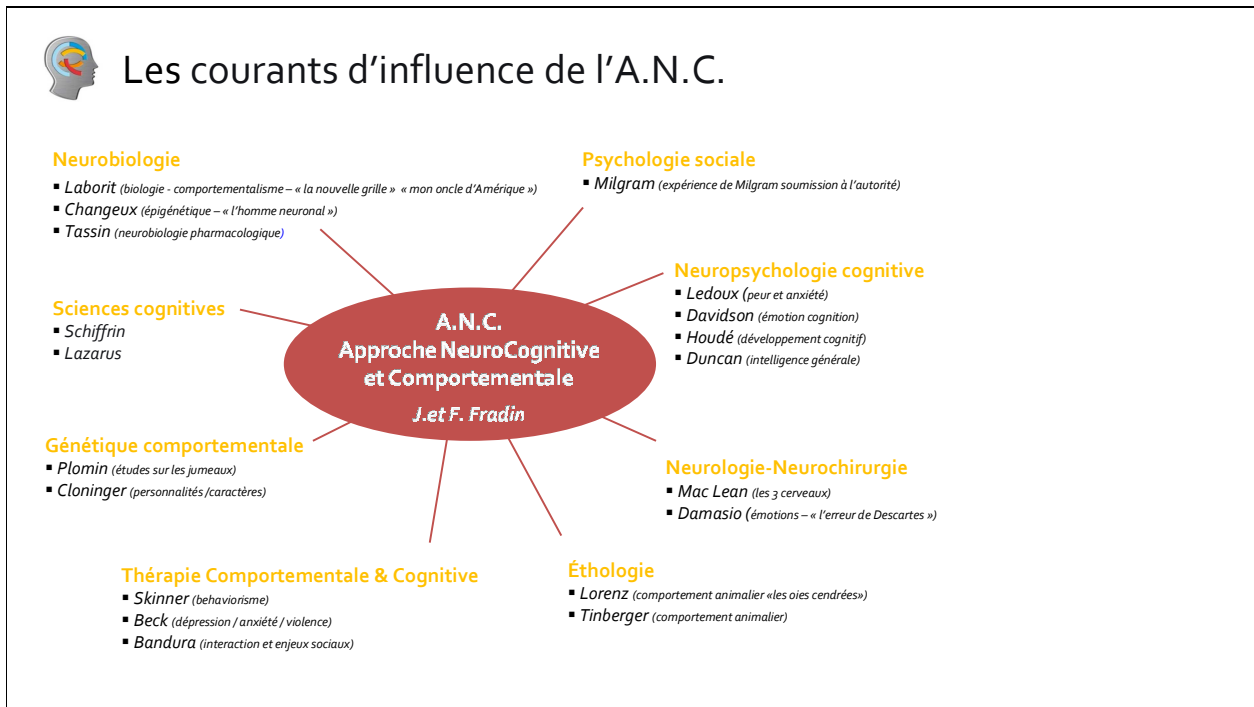 Les courants d'influence de l'A.N.C.
Neurobiologie
▪ Laborit (biologie - comportementalisme – « la nouvelle grille » « mon oncle d'Amérique »)
▪ Changeux (épigénétique – « l'homme neuronal »)
▪ Tassin (neurobiologie pharmacologique)
Psychologie sociale
▪ Milgram (expérience de Milgram soumission à l'autorité)
Sciences cognitives
▪ Schiffrin
▪ Lazarus
Neuropsychologie cognitive
▪ Ledoux (peur et anxiété)
▪ Davidson (émotion cognition)
▪ Houdé (développement cognitif)
▪ Duncan (intelligence générale)
A.N.C.
Approche NeuroCognitive
et Comportementale
J.et F. Fradin
Génétique comportementale
▪ Plomin (études sur les jumeaux)
▪ Cloninger (personnalités /caractères)
Neurologie-Neurochirurgie
▪ Mac Lean (les 3 cerveaux)
▪ Damasio (émotions – « l'erreur de Descartes »)
Thérapie Comportementale & Cognitive
▪ Skinner (behaviorisme)
▪ Beck (dépression / anxiété / violence)
▪ Bandura (interaction et enjeux sociaux)
Éthologie
▪ Lorenz (comportement animalier «les oies cendrées»)
▪ Tinberger (comportement animalier)